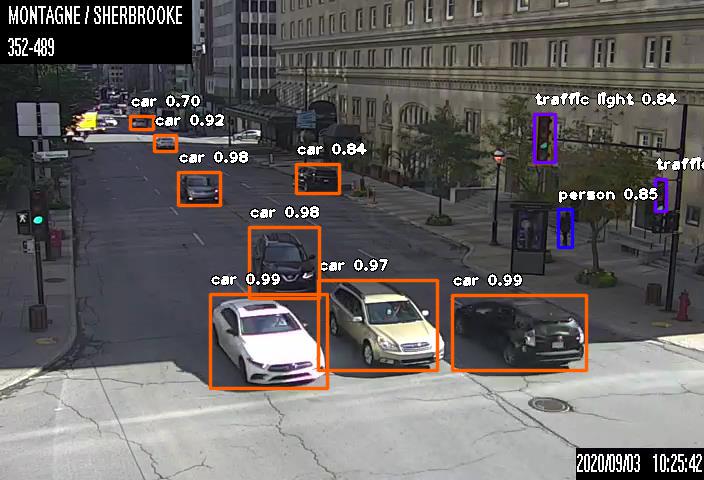 MONTAGNE / SHERBROOKE
352-489
car 0.70
car 0.92
traffic light 0.84
car 0.98
car 0.84
traffic
person 0.85
car 0.98
car 0.99
car 0.97
car 0.99
2020/09/03 10:25:42